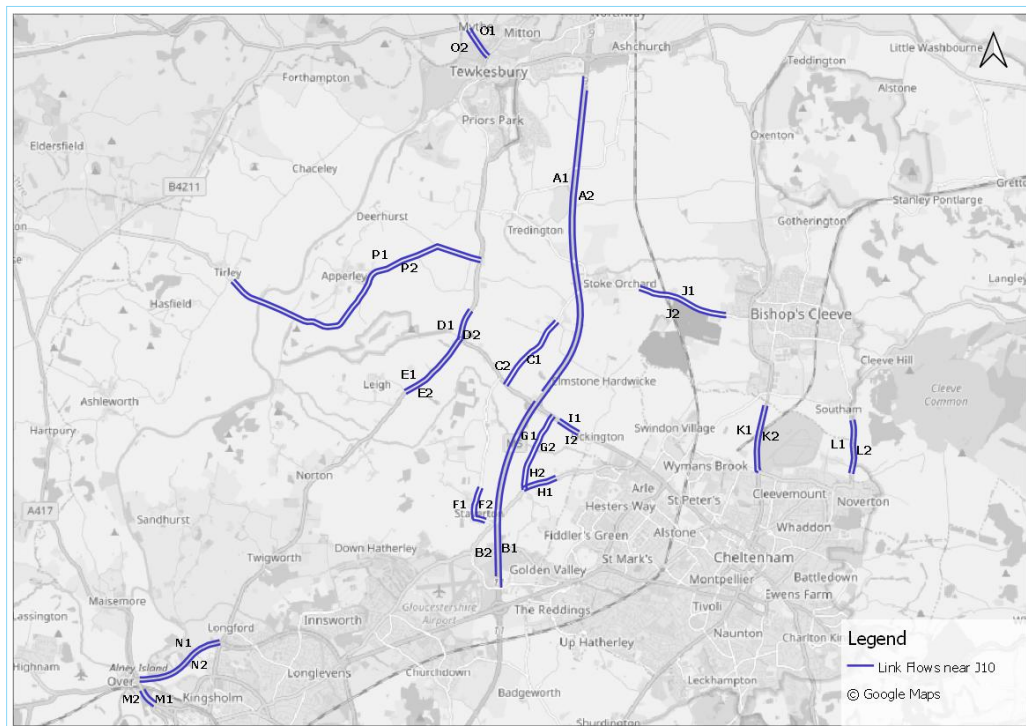 Mythe
O1
Mitton
Northway
O2
Ashchurch
Tewkesbury
Teddington
Little Washbourne
Forthampton
Alstone
Priors Park
Oxenton
Eldersfield
Chaceley
B4211
A1
A2
Gretton
Stanley Pontlarge
Deerhurst
Gotherington
Tredington
P1
P2
Tirley
Apperley
Stoke Orchard
J1
Hasfield
J2
Bishop's Cleeve
D1
D2
C2
C1
Cleeve Hill
E1
Leigh
E2
Elmstone Hardwicke
Cleeve
Common
Ashleworth
Southam
Hartpury
G1
I1
I2
G2
Swindon Village
K1
K2
L1
L2
Norton
H2
H1
Wymans Brook
Arle
St Peter's
Cleevemount
Noverton
A417
F1
F2
Staverton
Hesters Way
Sandhurst
Fiddler's Green
Alstone
Whaddon
Down Hatherley
B2
B1
St Mark's
Cheltenham
Twigworth
Golden Valley
Montpellier
Battledown
Maisemore
Gloucestershire
Airport
The Reddings
Tivoli
Ewens Farm
Lassington
Innsworth
Longford
Up Hatherley
Naunton
Charlton
N1
N2
Alney Island
Highnam
Over
Longlevens
Churchdown
Leckhampton
M2
M1
Kingsholm
Badgeworth
Shurdington
Legend
Link Flows near J10
© Google Maps